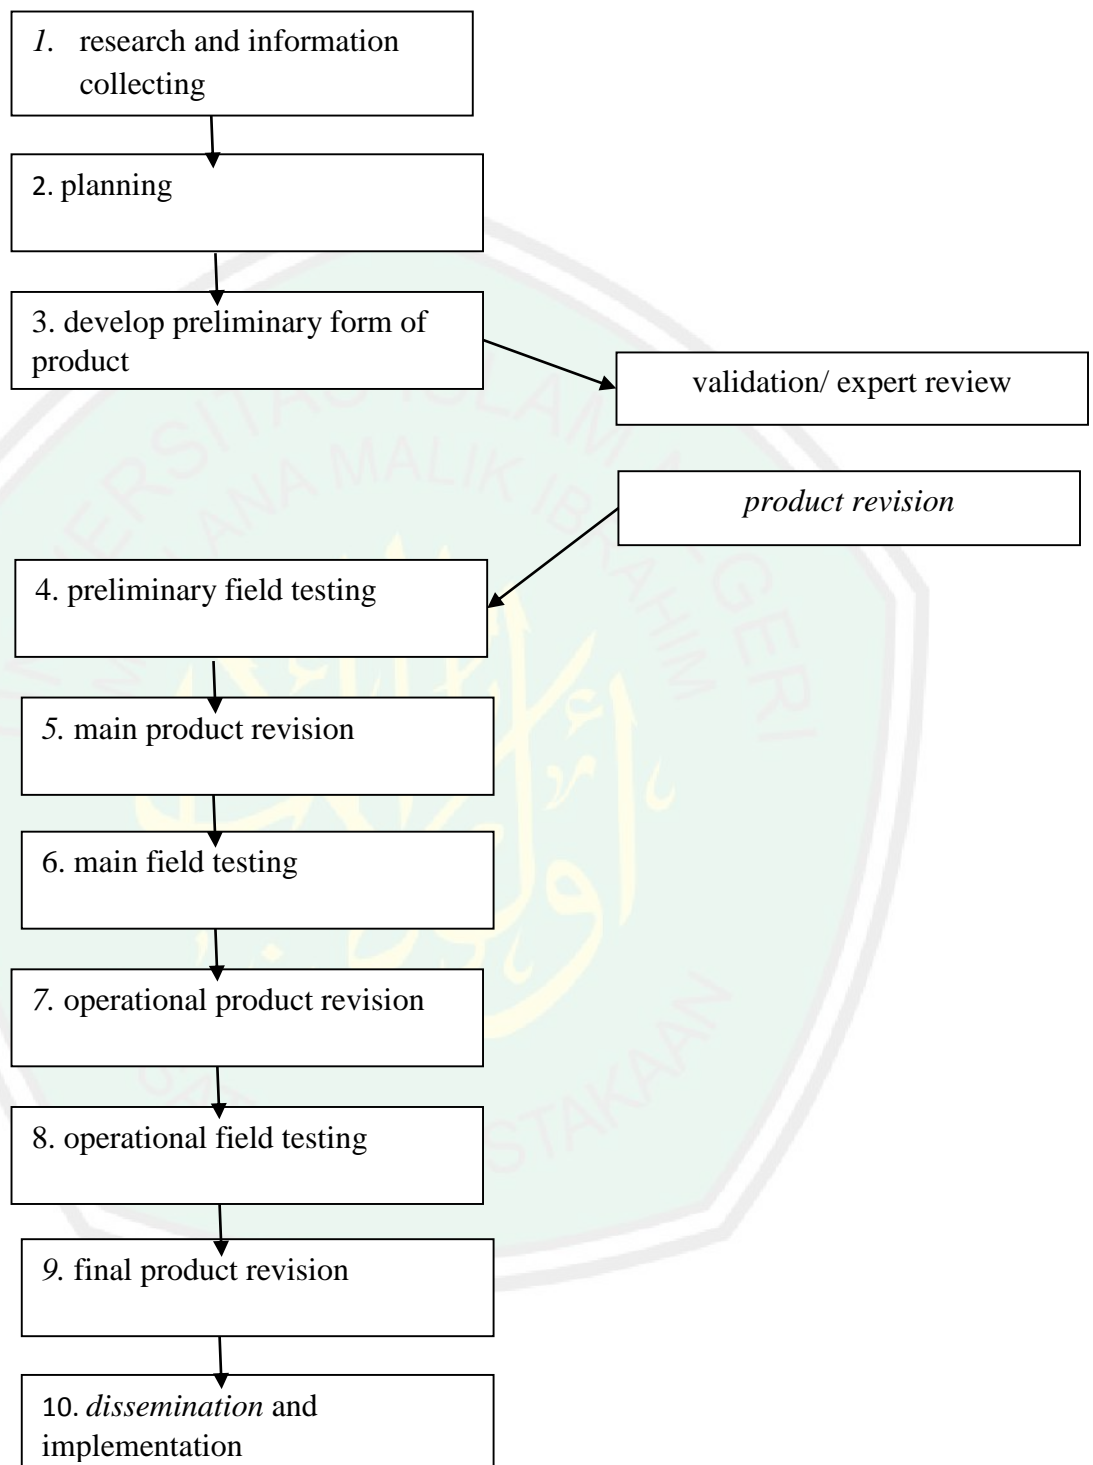 1. research and information
collecting
2. planning
3. develop preliminary form of
product
validation/ expert review
product revision
4. preliminary field testing
5. main product revision
6. main field testing
7. operational product revision
8. operational field testing
9. final product revision
10. dissemination and
implementation
MALIK IBRAHIM